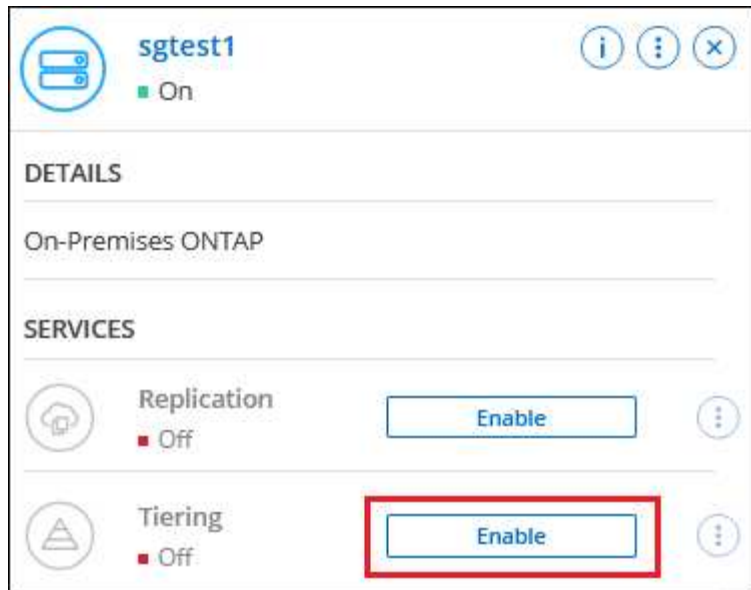 sgtest1
On
DETAILS
On-Premises ONTAP
SERVICES
Replication
Off
Enable
Tiering
Off
Enable